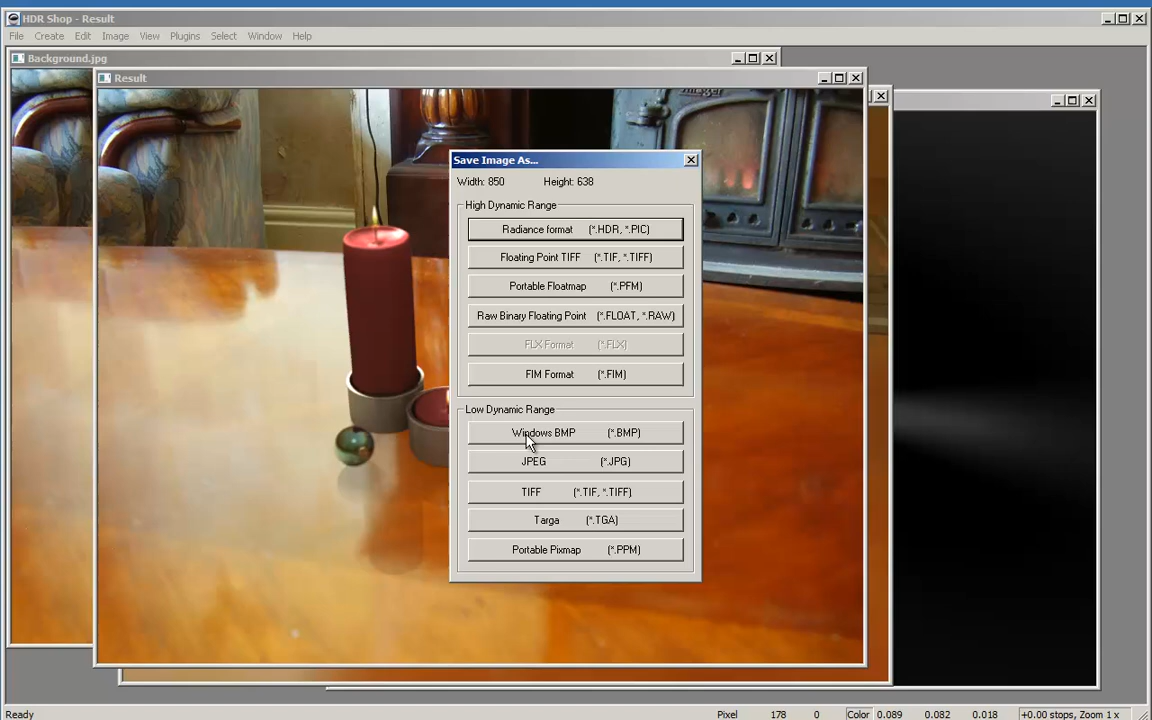 HDR Shop - Result
File Create Edit Image View Plugins Select Window Help
Background.jpg
Result
Save Image As...
Width: 850 Height: 638
High Dynamic Range
Radiance format (*.HDR, *.PIC)
Floating Point TIFF (*.TIF, *.TIFF)
Portable Floatmap (*.PFM)
Raw Binary Floating Point (*.FLOAT, *.RAW)
FLX Format (*.FLX)
FIM Format (*.FIM)
Low Dynamic Range
Windows BMP (*.BMP)
JPEG (*.JPG)
TIFF (*.TIF, *.TIFF)
Targa (*.TGA)
Portable Pixmap (*.PPM)
Ready Pixel 178 0 Color 0.089 0.082 0.018 +0.00 stops, Zoom 1 x